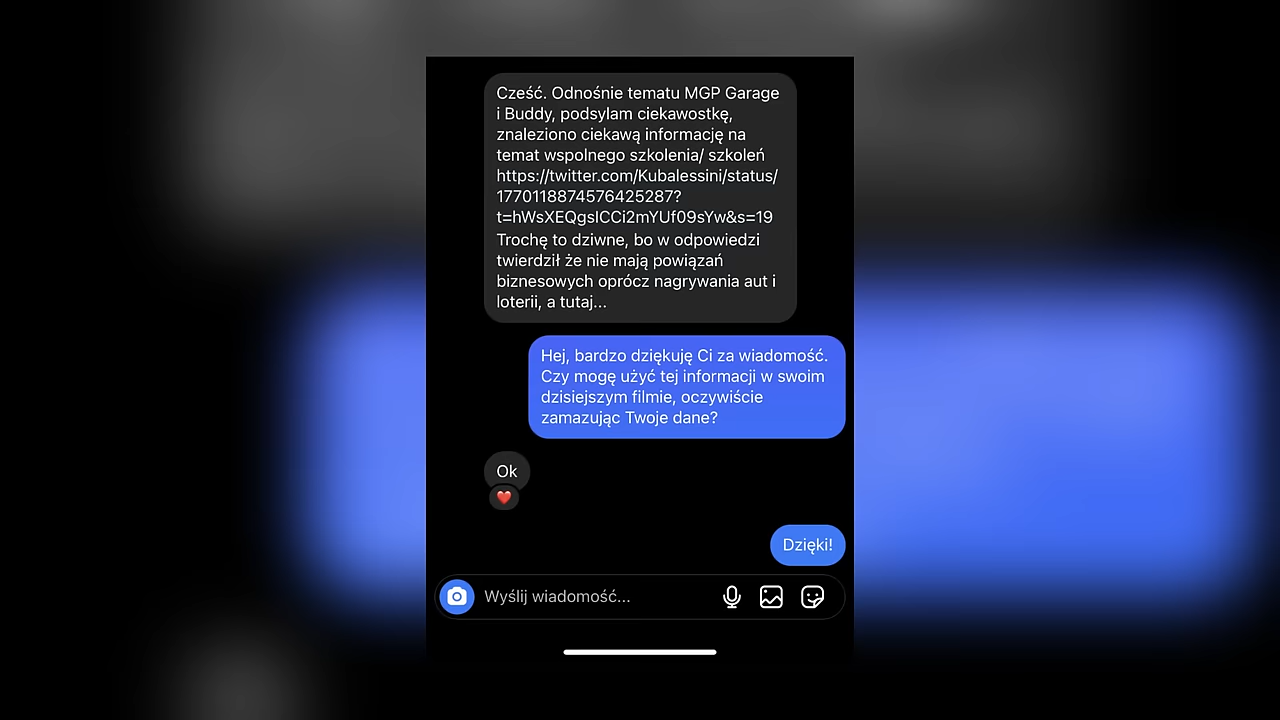 Cześć. Odnośnie tematu MGP Garage
i Buddy, podsylam ciekawostkę,
znaleziono ciekawą informację na
temat wspolnego szkolenia/ szkoleń
https://twitter.com/Kubalessini/status/
1770118874576425287?
t=hWsXEQgsICCi2mYUf09sYw&s=19
Trochę to dziwne, bo w odpowiedzi
twierdził że nie mają powiązań
biznesowych oprócz nagrywania aut i
loterii, a tutaj...
Hej, bardzo dziękuję Ci za wiadomość.
Czy mogę użyć tej informacji w swoim
dzisiejszym filmie, oczywiście
zamazując Twoje dane?
Ok
Dzięki!
Wyślij wiadomość...